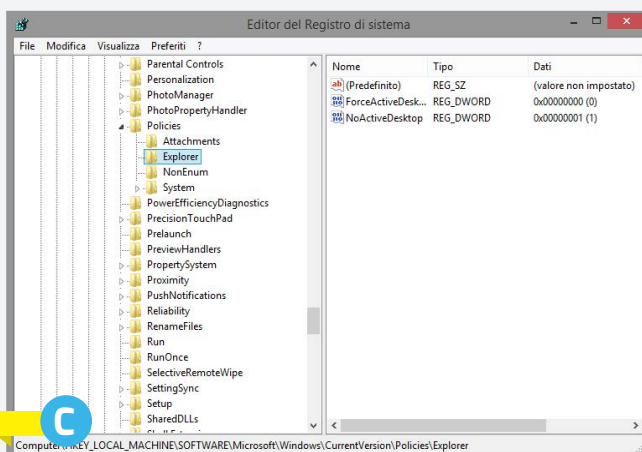 Editor del Registro di sistema
File Modifica Visualizza Preferiti ?
Parental Controls
Personalization
PhotoManager
PhotoPropertyHandler
Policies
Attachments
Explorer
NonEnum
System
PowerEfficiencyDiagnostics
PrecisionTouchPad
Prelaunch
PreviewHandlers
PropertySystem
Proximity
PushNotifications
Reliability
RenameFiles
Run
RunOnce
SelectiveRemoteWipe
SettingSync
Setup
SharedDLLs
Nome Tipo Dati
(Predefinito) REG_SZ (valore non impostato)
ForceActiveDesk... REG_DWORD 0x00000000 (0)
NoActiveDesktop REG_DWORD 0x00000001 (1)
C
Computer\HKEY_LOCAL_MACHINE\SOFTWARE\Microsoft\Windows\CurrentVersion\Policies\Explorer